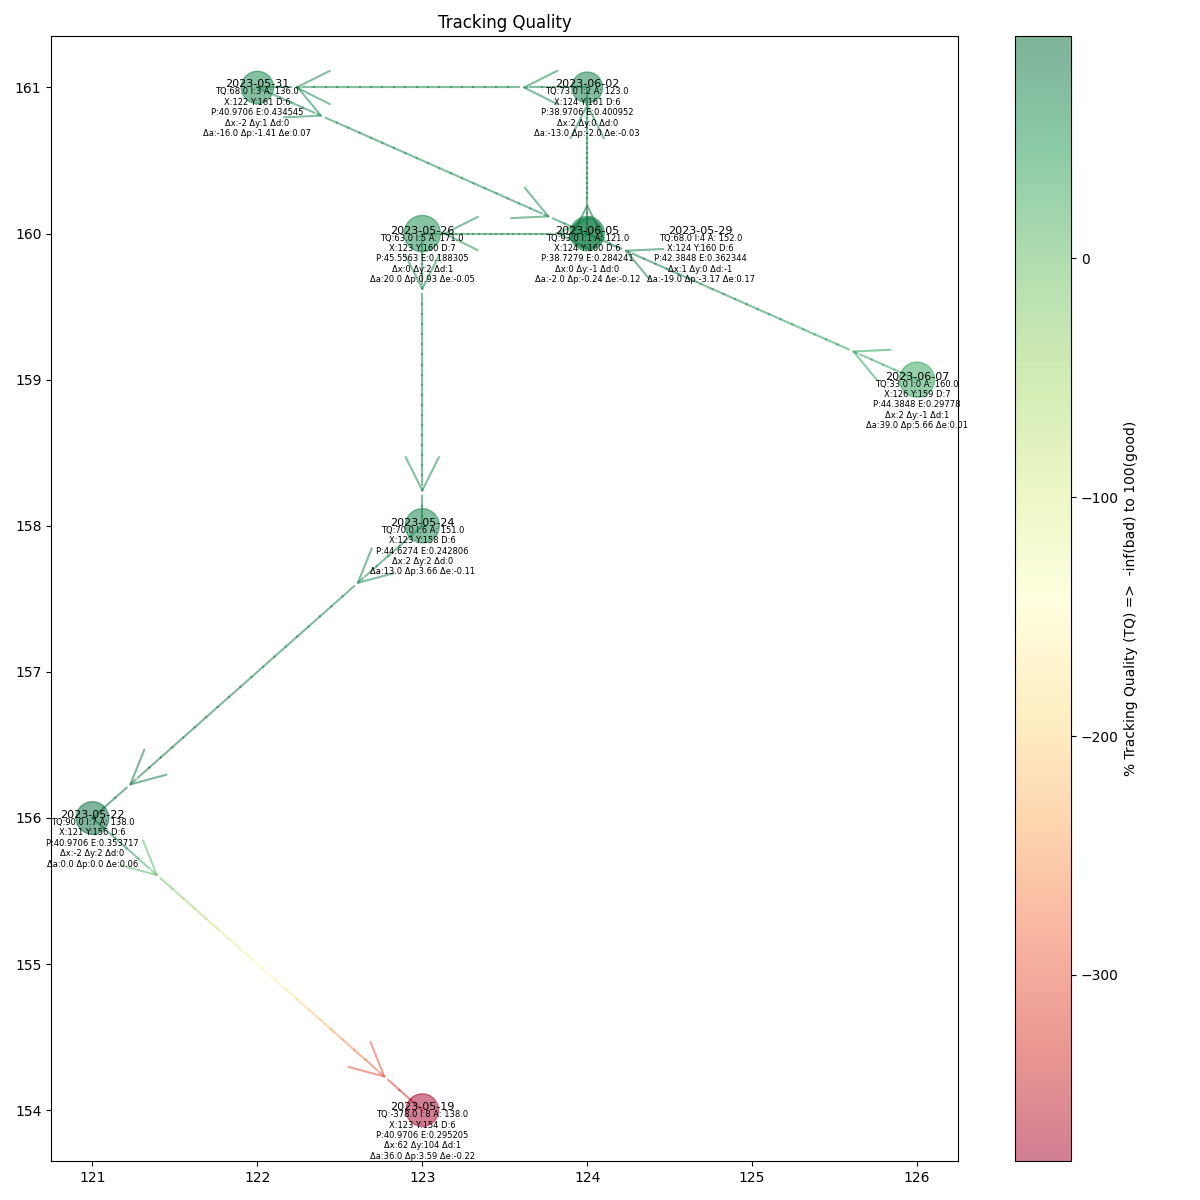 Tracking Quality
161
160
159
158
157
156
155
154
121
122
123
124
125
126
2023-05-31
TQ:68.0 I:3 A: 136.0
X:122 Y:161 D:6
P:40.9706 E:0.434545
Δx:-2 Δy:1 Δd:0
Δa:-16.0 Δp:-1.41 Δe:0.07
2023-06-02
TQ:73.0 I:2 A: 123.0
X:124 Y:161 D:6
P:38.9706 E:0.400952
Δx:2 Δy:0 Δd:0
Δa:-13.0 Δp:-2.0 Δe:-0.03
2023-05-26
TQ:63.0 I:5 A: 171.0
X:123 Y:160 D:7
P:45.5563 E:0.188305
Δx:0 Δy:2 Δd:1
Δa:20.0 Δp:0.93 Δe:-0.05
2023-06-05
I:1 A: 121.0
X:124 Y:160 D:6
P:38.7279 E:0.284241
Δx:0 Δy:-1 Δd:0
Δa:-2.0 Δp:-0.24 Δe:-0.12
2023-05-29
TQ:68.0 I:4 A: 152.0
X:124 Y:160 D:6
P:42.3848 E:0.362344
Δx:1 Δy:0 Δd:-1
Δa:-19.0 Δp:-3.17 Δe:0.17
2023-06-07
TQ:33.0 I:0 A: 160.0
X:126 Y:159 D:7
P:44.3848 E:0.29778
Δx:2 Δy:-1 Δd:1
Δa:39.0 Δp:5.66 Δe:0.01
2023-05-24
TQ:70.0 I:6 A: 151.0
X:123 Y:158 D:6
P:44.6274 E:0.242806
Δx:2 Δy:2 Δd:0
Δa:13.0 Δp:3.66 Δe:-0.11
2023-05-22
TQ:90.0 I:7 A: 138.0
X:121 Y:156 D:6
P:40.9706 E:0.353717
Δx:-2 Δy:2 Δd:0
Δa:0.0 Δp:0.0 Δe:0.06
2023-05-19
TQ:-378.0 I:8 A: 138.0
X:123 Y:154 D:6
P:40.9706 E:0.295205
Δx:62 Δy:104 Δd:1
Δa:36.0 Δp:3.59 Δe:-0.22
0
−100
−200
−300
% Tracking Quality (TQ) => -inf(bad) to 100(good)